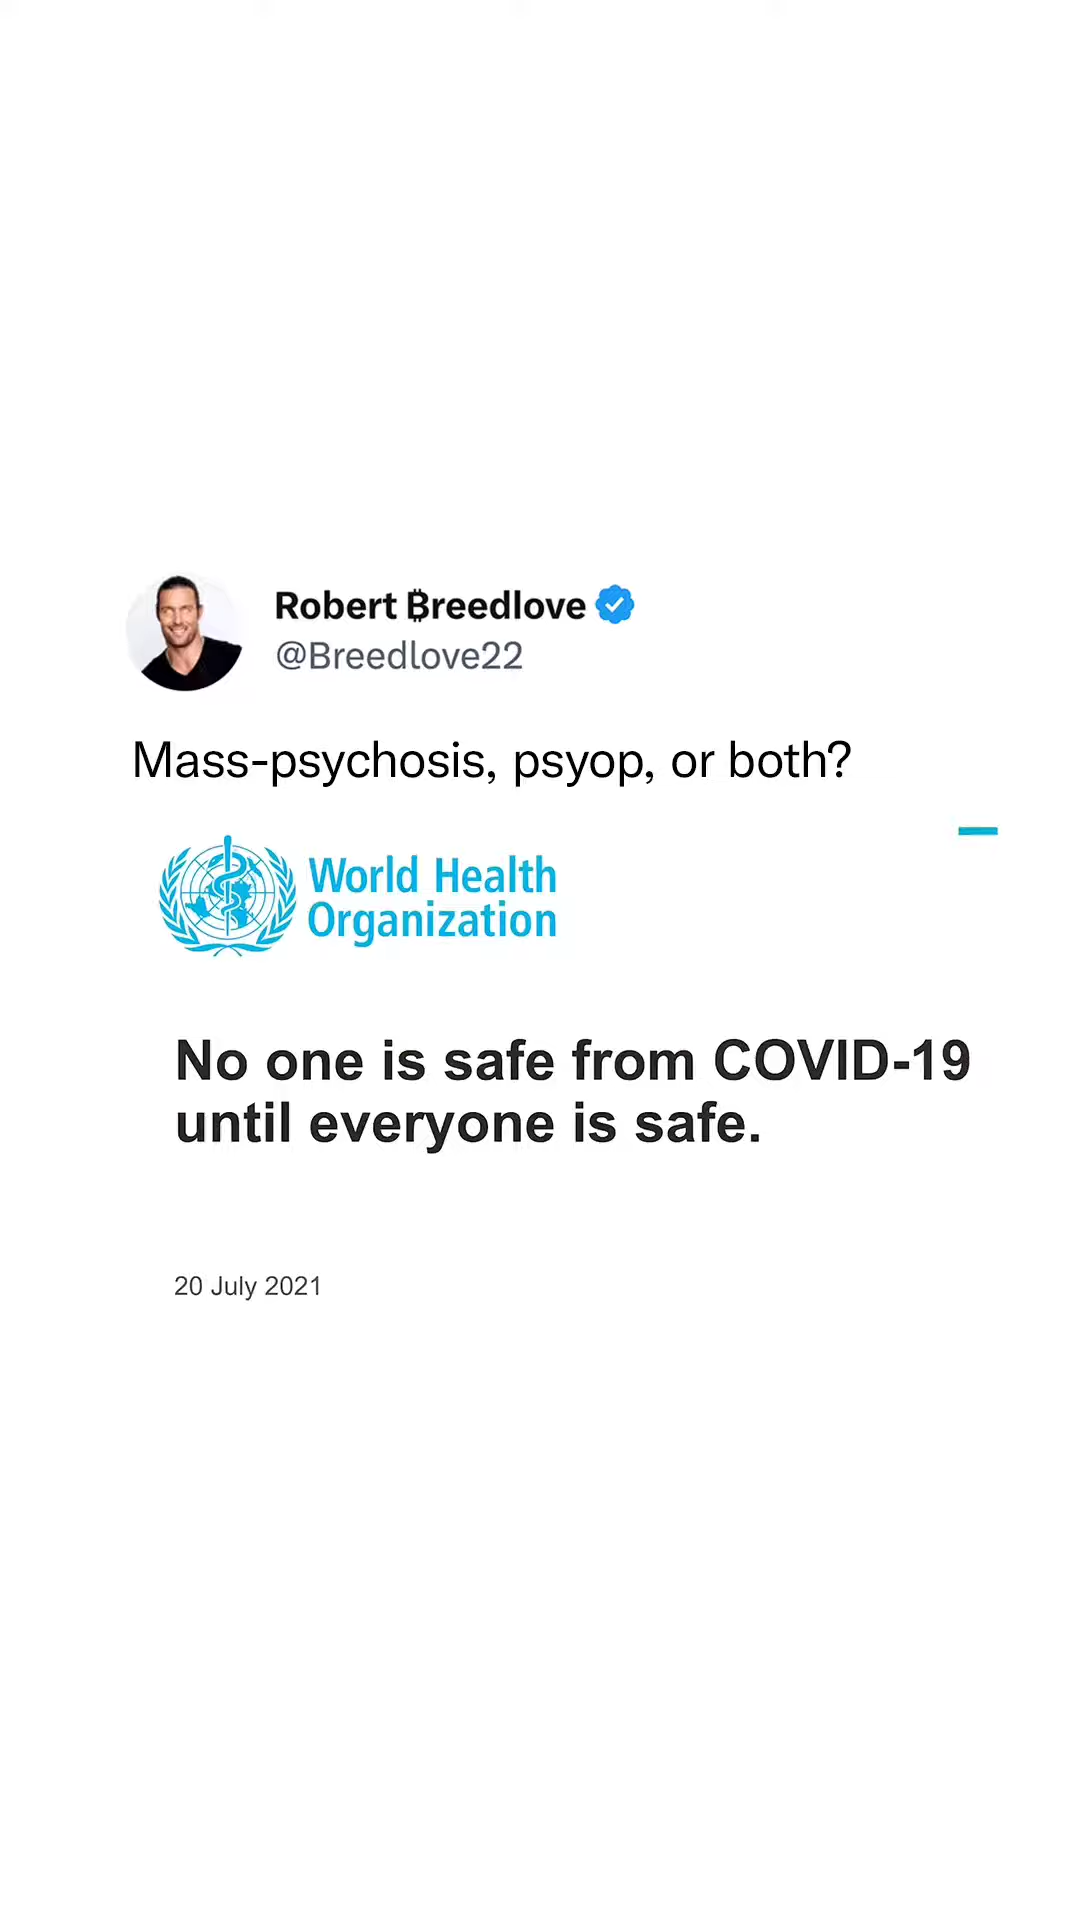 Robert ₿reedlove
@Breedlove22
Mass-psychosis, psyop, or both?
World Health
Organization
No one is safe from COVID-19
until everyone is safe.
20 July 2021